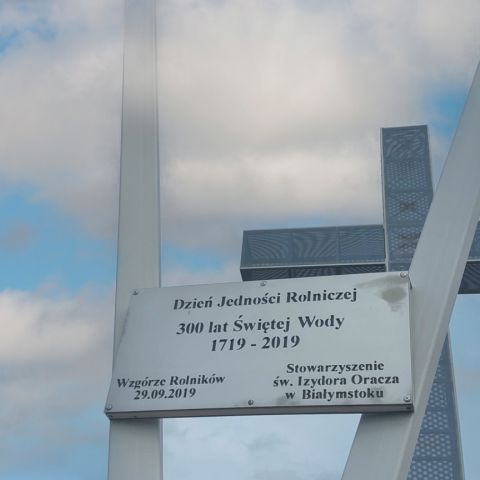 Dzień Jedności Rolniczej
300 lat Świętej Wody
1719 - 2019
Wzgórze Rolników
29.09.2019
Stowarzyszenie
św. Izydora Oracza
w Białymstoku